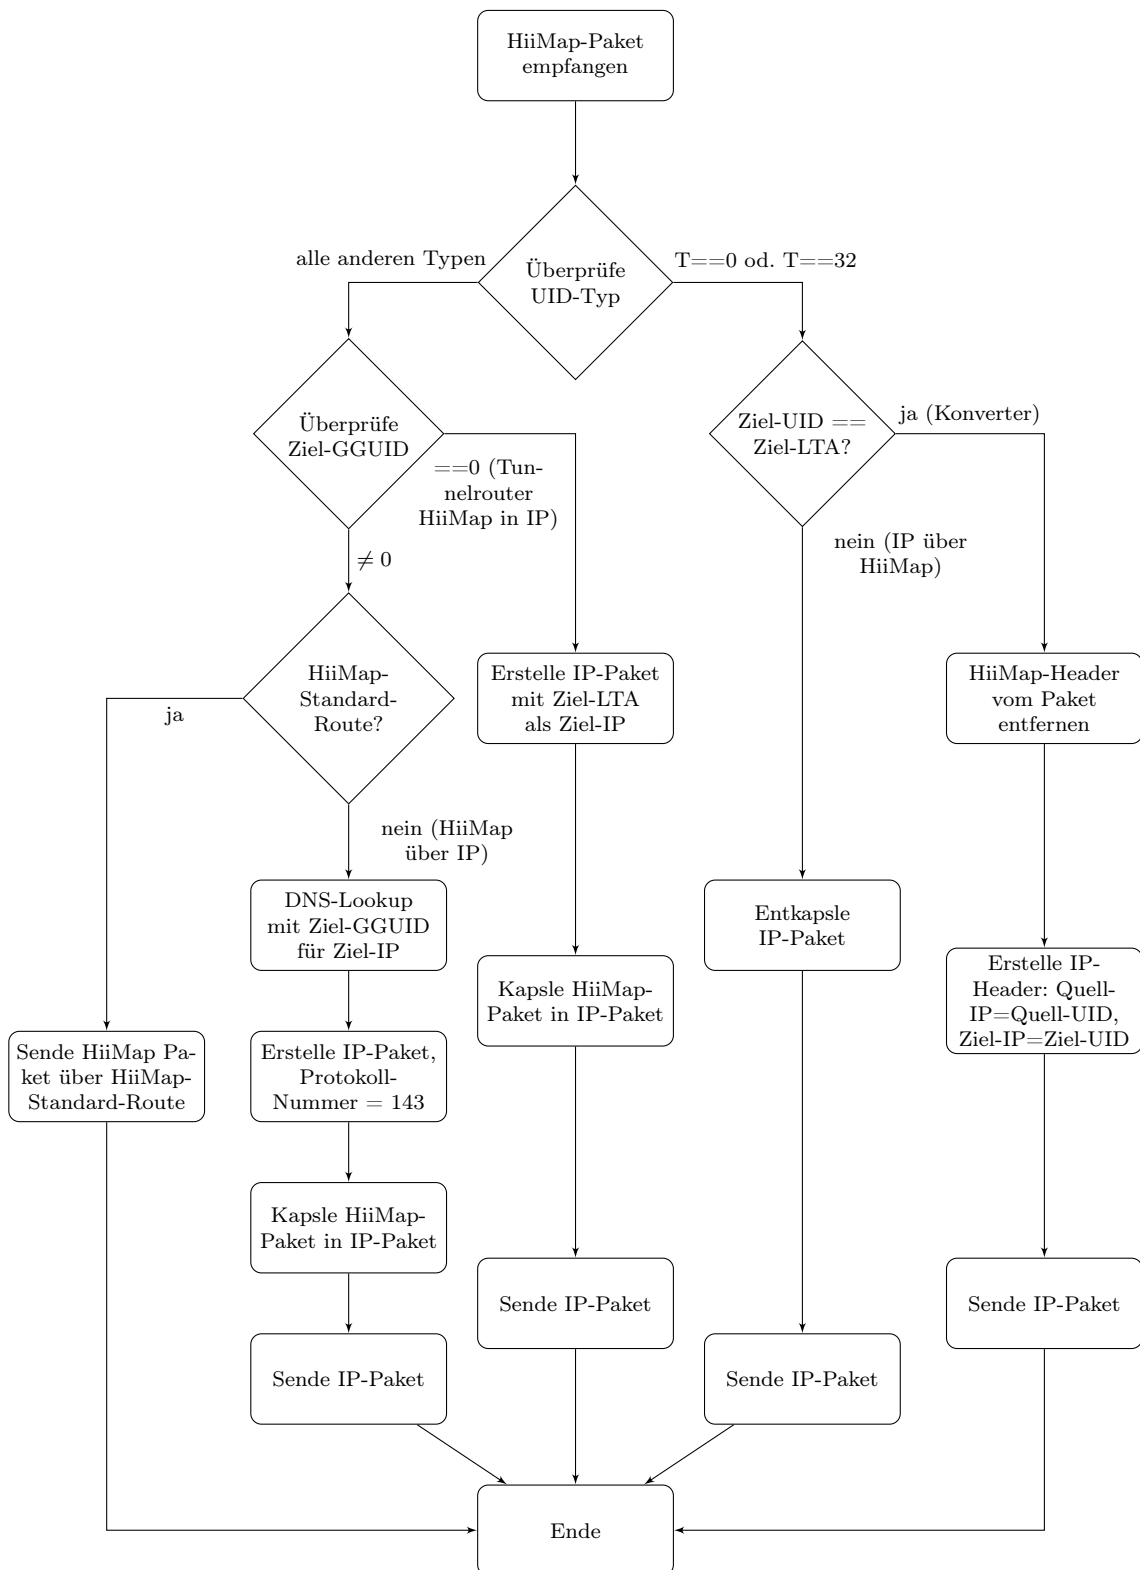 HiiMap-Paket
empfangen
alle anderen Typen
T==0 od. T==32
Überprüfe
UID-Typ
Überprüfe
Ziel-GGUID
Ziel-UID ==
Ziel-LTA?
ja (Konverter)
==0 (Tun-
nelrouter
HiiMap in IP)
≠ 0
nein (IP über
HiiMap)
HiiMap-
Standard-
Route?
ja
Erstelle IP-Paket
mit Ziel-LTA
als Ziel-IP
HiiMap-Header
vom Paket
entfernen
nein (HiiMap
über IP)
DNS-Lookup
mit Ziel-GGUID
für Ziel-IP
Entkapsle
IP-Paket
Kapsle HiiMap-
Paket in IP-Paket
Erstelle IP-
Header: Quell-
IP=Quell-UID,
Ziel-IP=Ziel-UID
Sende HiiMap Pa-
ket über HiiMap-
Standard-Route
Erstelle IP-Paket,
Protokoll-
Nummer = 143
Kapsle HiiMap-
Paket in IP-Paket
Sende IP-Paket
Sende IP-Paket
Sende IP-Paket
Sende IP-Paket
Ende